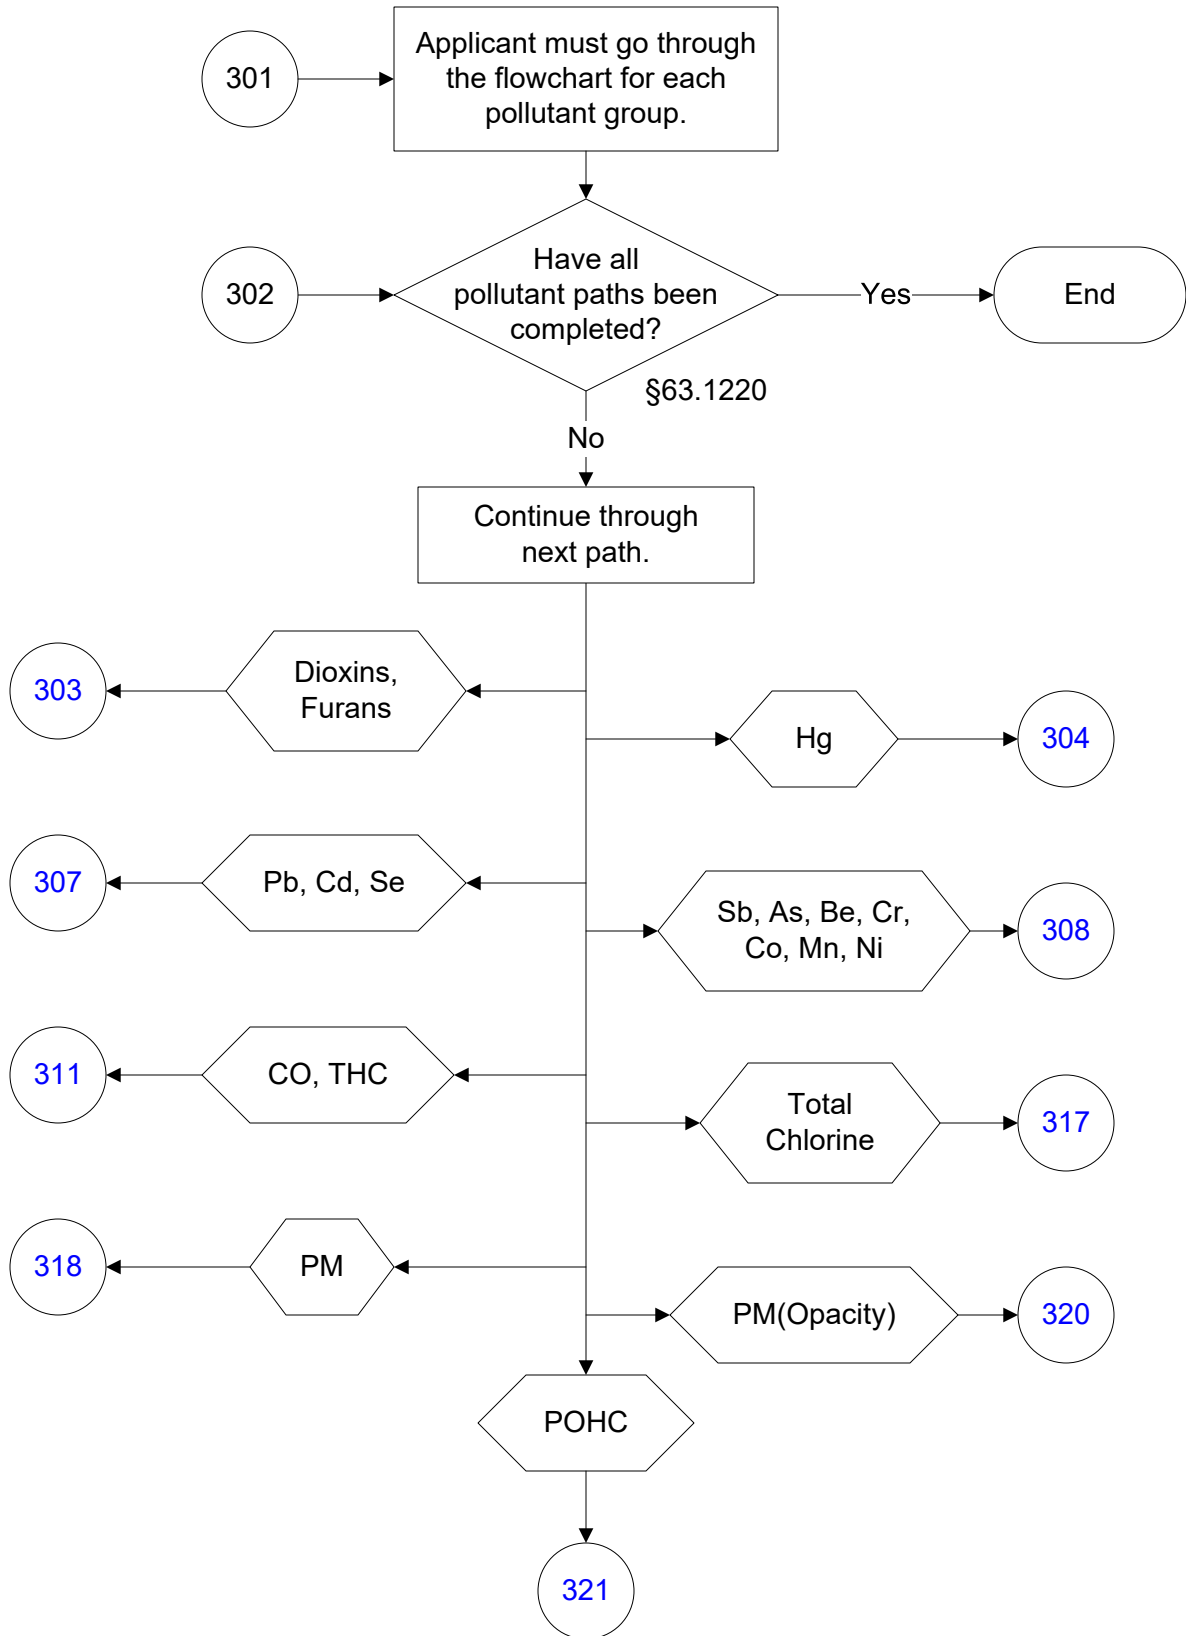 301
Applicant must go through
the flowchart for each
pollutant group.
302
Have all
pollutant paths been
completed?
Yes
End
§63.1220
No
Continue through
next path.
303
Dioxins,
Furans
Hg
304
307
Pb, Cd, Se
Sb, As, Be, Cr,
Co, Mn, Ni
308
311
CO, THC
Total
Chlorine
317
318
PM
PM(Opacity)
320
POHC
321